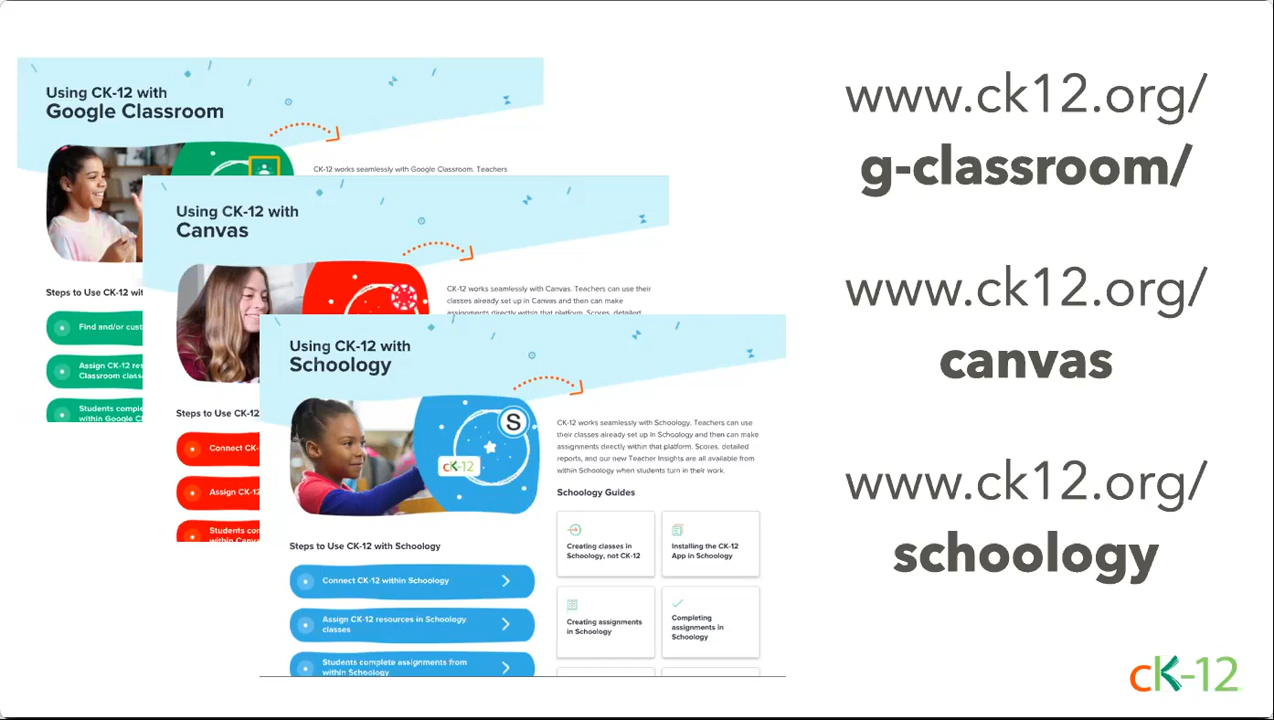 Using CK-12 with
Google Classroom
CK-12 works seamlessly with Google Classroom. Teachers
Steps to Use CK-12 wit
Find and/or cust
Assign CK-12 res
Classroom class
Students comple
within Google Cl
Using CK-12 with
Canvas
CK-12 works seamlessly with Canvas. Teachers can use their
classes already set up in Canvas and then can make
assignments directly within that platform. Scores, detailed
Steps to Use CK-12
Connect CK-
Assign CK-12
Students con
within Canva
Using CK-12 with
Schoology
S
cK-12
CK-12 works seamlessly with Schoology. Teachers can use
their classes already set up in Schoology and then can make
assignments directly within that platform. Scores, detailed
reports, and our new Teacher Insights are all available from
within Schoology when students turn in their work.
Schoology Guides
Creating classes in
Schoology, not CK-12
Installing the CK-12
App in Schoology
Creating assignments
in Schoology
Completing
assignments in
Schoology
Steps to Use CK-12 with Schoology
Connect CK-12 within Schoology
Assign CK-12 resources in Schoology
classes
Students complete assignments from
within Schoology
www.ck12.org/
g-classroom/
www.ck12.org/
canvas
www.ck12.org/
schoology
cK-12